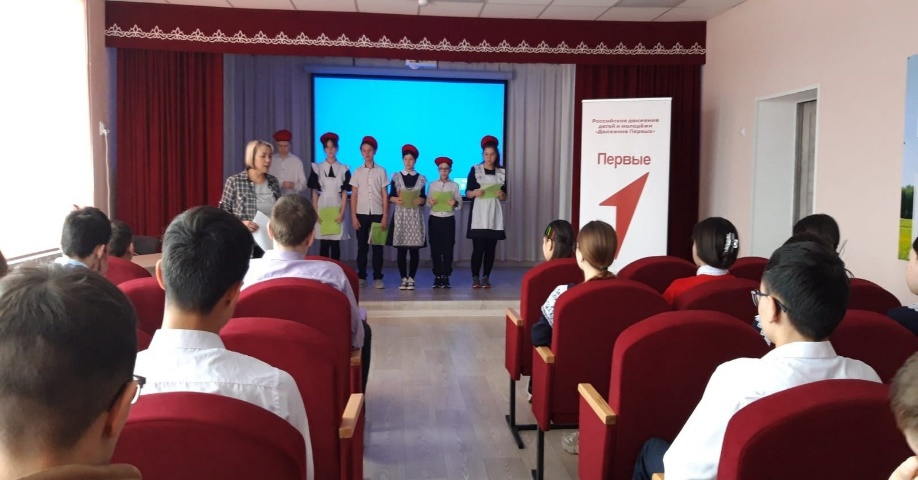 Российское движение
детей и молодёжи
«Движение Первых»
Первые